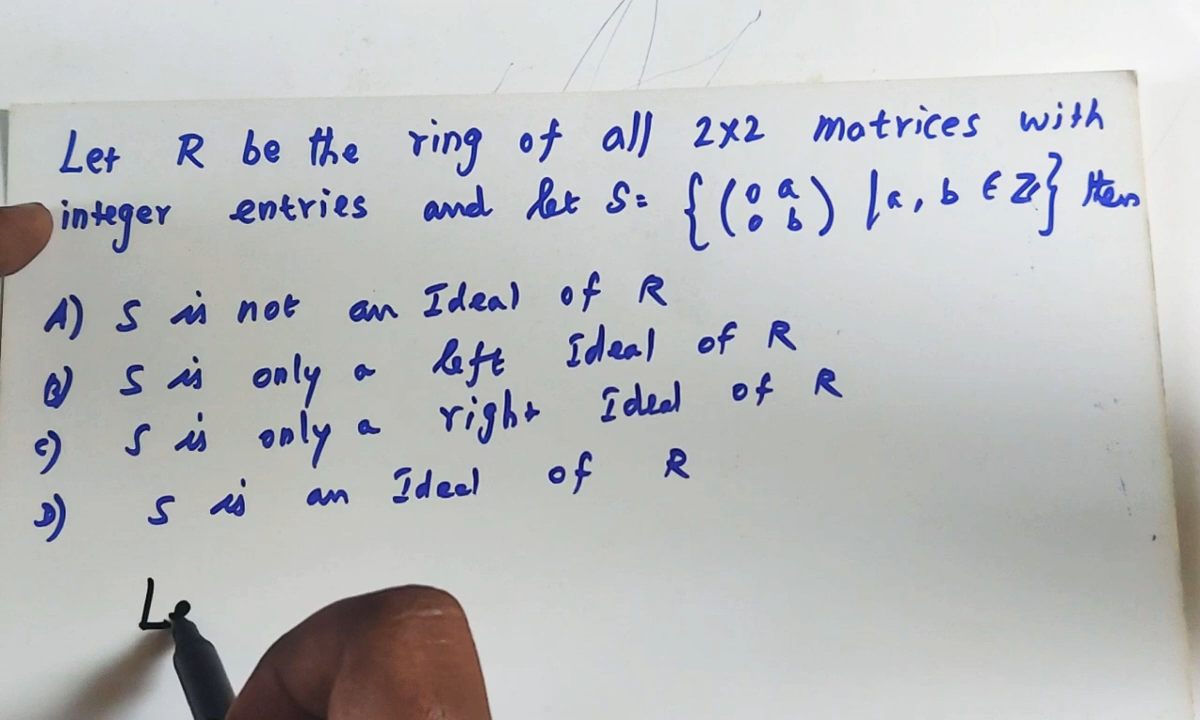 Let R be the ring of all 2x2 matrices with
integer entries and let S = {(0 a
0 b) | a, b ∈ Z} then
A) S is not an Ideal of R
B) S is only a left Ideal of R
C) S is only a right Ideal of R
D) S is an Ideal of R
Le